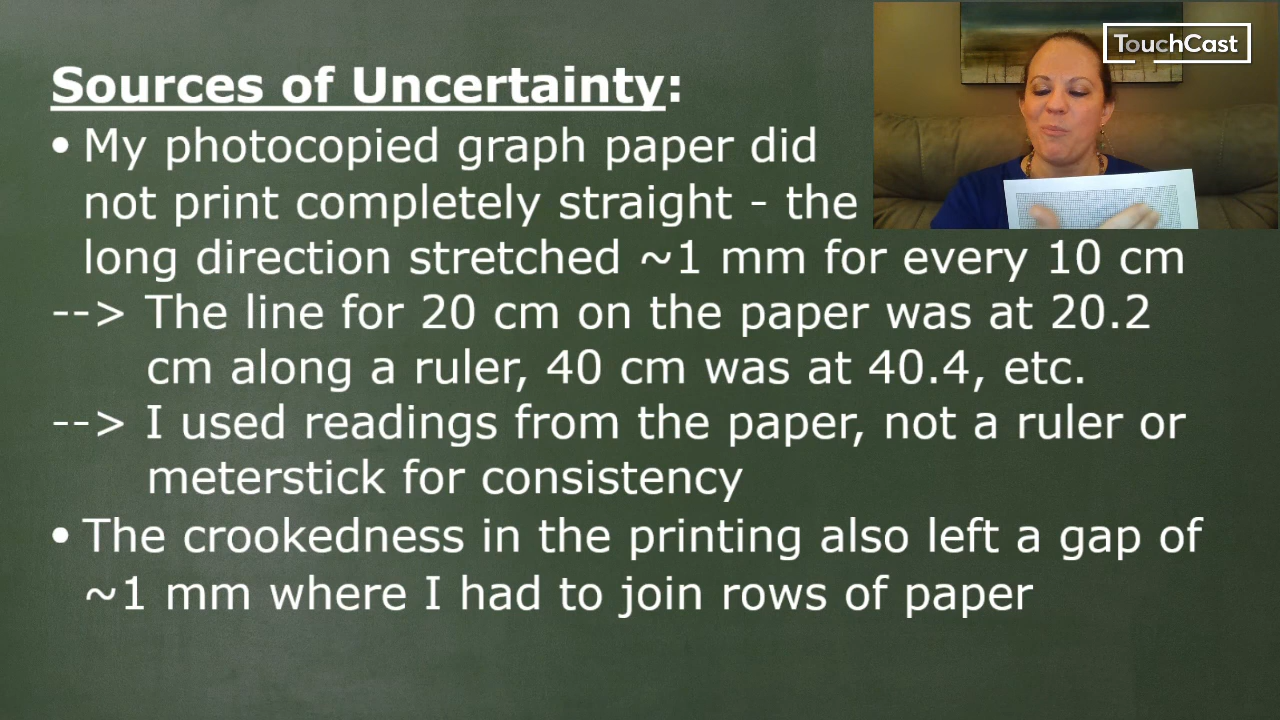 TouchCast
Sources of Uncertainty:
• My photocopied graph paper did
not print completely straight - the
long direction stretched ~1 mm for every 10 cm
--> The line for 20 cm on the paper was at 20.2
cm along a ruler, 40 cm was at 40.4, etc.
--> I used readings from the paper, not a ruler or
meterstick for consistency
• The crookedness in the printing also left a gap of
~1 mm where I had to join rows of paper